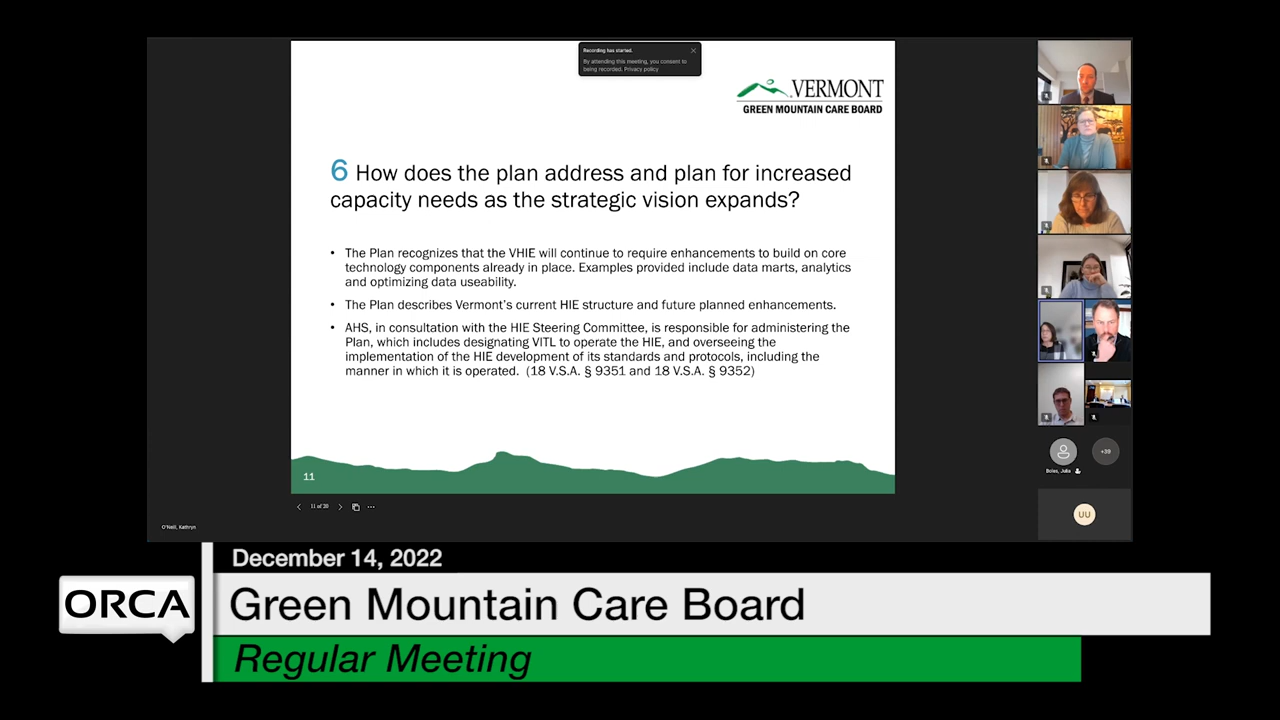 Recording has started.
By attending this meeting, you consent to
being recorded. Privacy policy
VERMONT
GREEN MOUNTAIN CARE BOARD
6 How does the plan address and plan for increased
capacity needs as the strategic vision expands?
• The Plan recognizes that the VHIE will continue to require enhancements to build on core
technology components already in place. Examples provided include data marts, analytics
and optimizing data useability.
• The Plan describes Vermont's current HIE structure and future planned enhancements.
• AHS, in consultation with the HIE Steering Committee, is responsible for administering the
Plan, which includes designating VITL to operate the HIE, and overseeing the
implementation of the HIE development of its standards and protocols, including the
manner in which it is operated. (18 V.S.A. § 9351 and 18 V.S.A. § 9352)
11
11 of 20
O'Neill, Kathryn
Boles, Julia
+39
UU
December 14, 2022
ORCA
Green Mountain Care Board
Regular Meeting